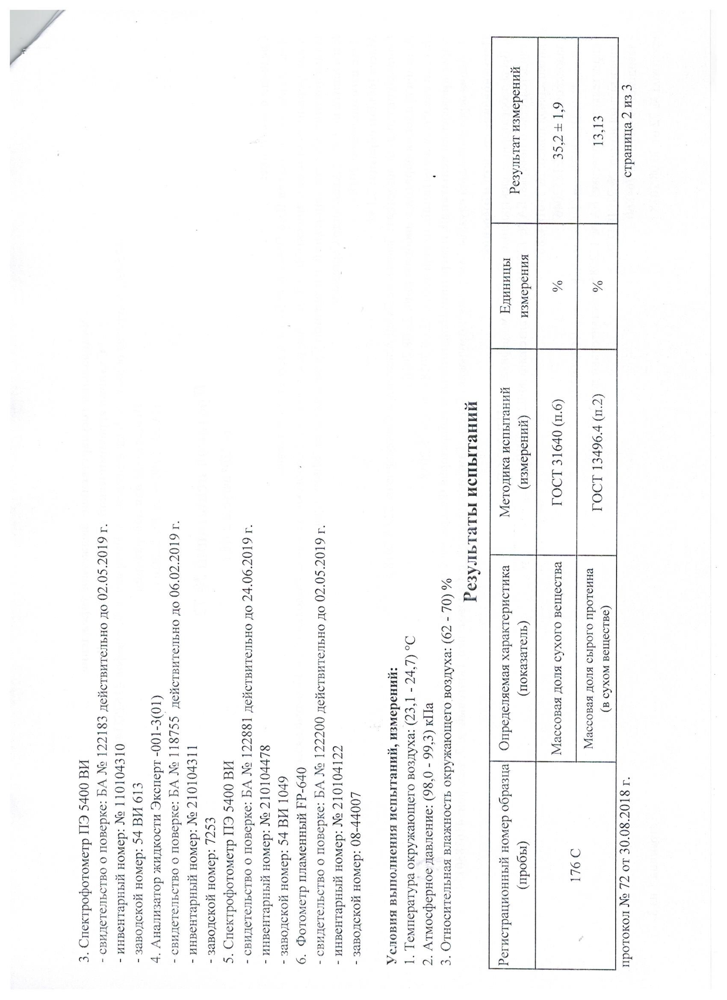 3. Спектрофотометр ПЭ 5400 ВИ
- свидетельство о поверке: БА № 122183 действительно до 02.05.2019 г.
- инвентарный номер: № 110104310
- заводской номер: 54 ВИ 613
4. Анализатор жидкости Эксперт -001-3(01)
- свидетельство о поверке: БА № 118755 действительно до 06.02.2019 г.
- инвентарный номер: № 210104311
- заводской номер: 7253
5. Спектрофотометр ПЭ 5400 ВИ
- свидетельство о поверке: БА № 122881 действительно до 24.06.2019 г.
- инвентарный номер: № 210104478
- заводской номер: 54 ВИ 1049
6. Фотометр пламенный FP-640
- свидетельство о поверке: БА № 122200 действительно до 02.05.2019 г.
- инвентарный номер: № 210104122
- заводской номер: 08-44007
Условия выполнения испытаний, измерений:
1. Температура окружающего воздуха: (23,1 - 24,7) °С
2. Атмосферное давление: (98,0 - 99,3) кПа
3. Относительная влажность окружающего воздуха: (62 - 70) %
Результаты испытаний
Регистрационный номер образца (пробы) Определяемая характеристика (показатель) Методика испытаний (измерений) Единицы измерения Результат измерений
176 С Массовая доля сухого вещества ГОСТ 31640 (п.6) % 35,2 ± 1,9
Массовая доля сырого протеина (в сухом веществе) ГОСТ 13496.4 (п.2) % 13,13
протокол № 72 от 30.08.2018 г. страница 2 из 3